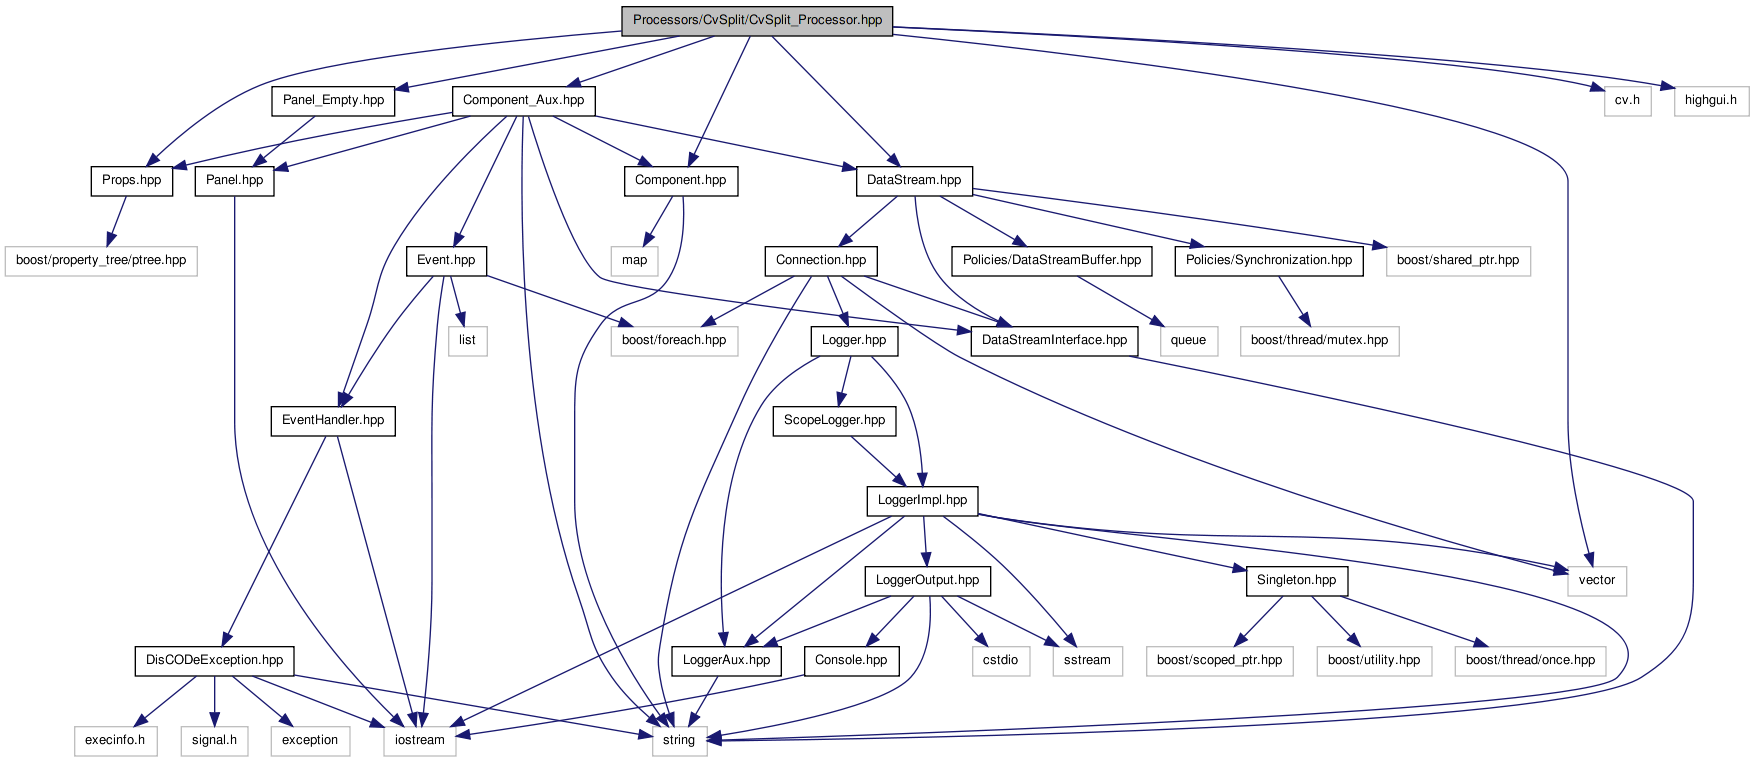 Processors/CvSplit/CvSplit_Processor.hpp
Panel_Empty.hpp
Component_Aux.hpp
cv.h
highgui.h
Props.hpp
Panel.hpp
Component.hpp
DataStream.hpp
boost/property_tree/ptree.hpp
Event.hpp
map
Connection.hpp
Policies/DataStreamBuffer.hpp
Policies/Synchronization.hpp
boost/shared_ptr.hpp
list
boost/foreach.hpp
Logger.hpp
DataStreamInterface.hpp
queue
boost/thread/mutex.hpp
EventHandler.hpp
ScopeLogger.hpp
LoggerImpl.hpp
LoggerOutput.hpp
Singleton.hpp
vector
DisCODeException.hpp
LoggerAux.hpp
Console.hpp
cstdio
sstream
boost/scoped_ptr.hpp
boost/utility.hpp
boost/thread/once.hpp
execinfo.h
signal.h
exception
iostream
string